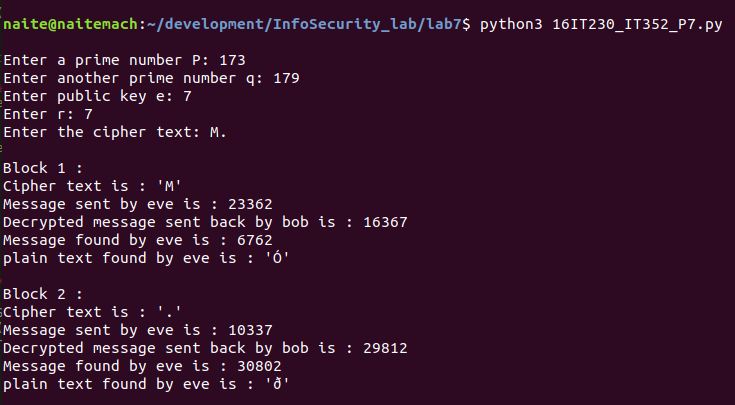 naite@naitemach:~/development/InfoSecurity_lab/lab7$ python3 16IT230_IT352_P7.py
Enter a prime number P: 173
Enter another prime number q: 179
Enter public key e: 7
Enter r: 7
Enter the cipher text: M.
Block 1 :
Cipher text is : 'M'
Message sent by eve is : 23362
Decrypted message sent back by bob is : 16367
Message found by eve is : 6762
plain text found by eve is : 'Ó'
Block 2 :
Cipher text is : '.'
Message sent by eve is : 10337
Decrypted message sent back by bob is : 29812
Message found by eve is : 30802
plain text found by eve is : 'ð'